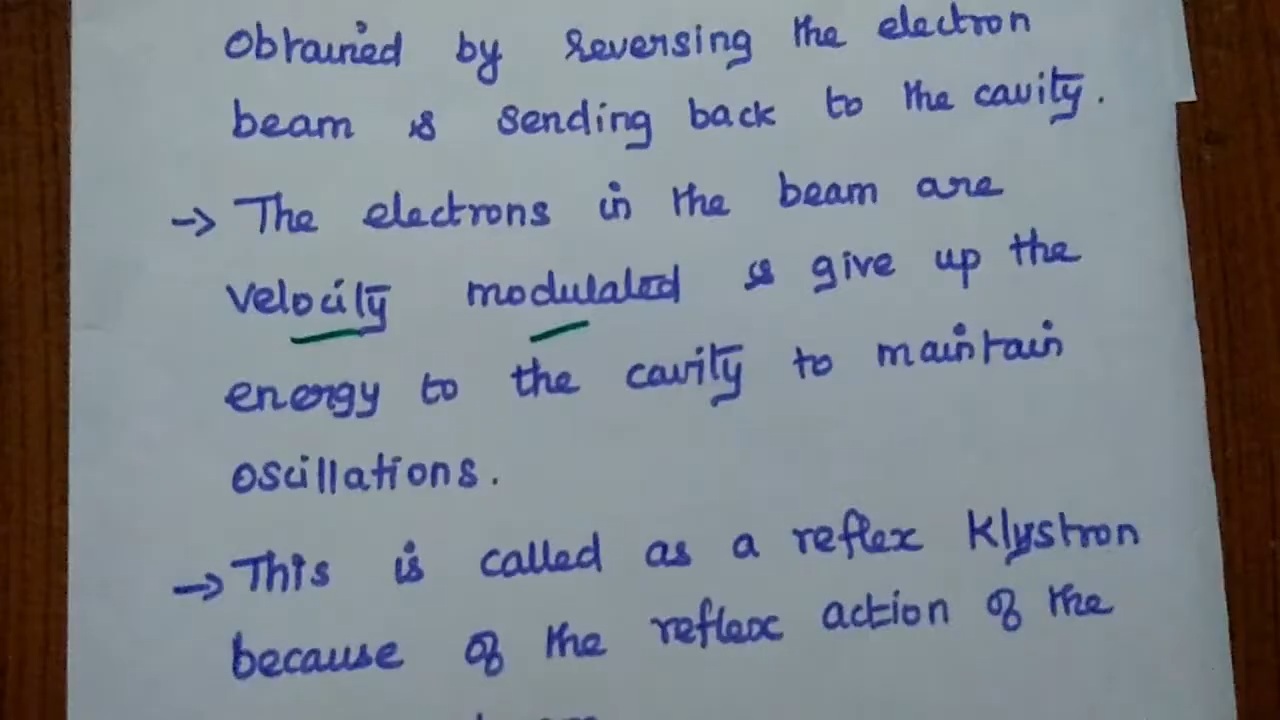 obtained by reversing the electron
beam & sending back to the cavity.
→ The electrons in the beam are
velocity modulated & give up the
energy to the cavity to maintain
oscillations.
→ This is called as a reflex Klystron
because of the reflex action of the